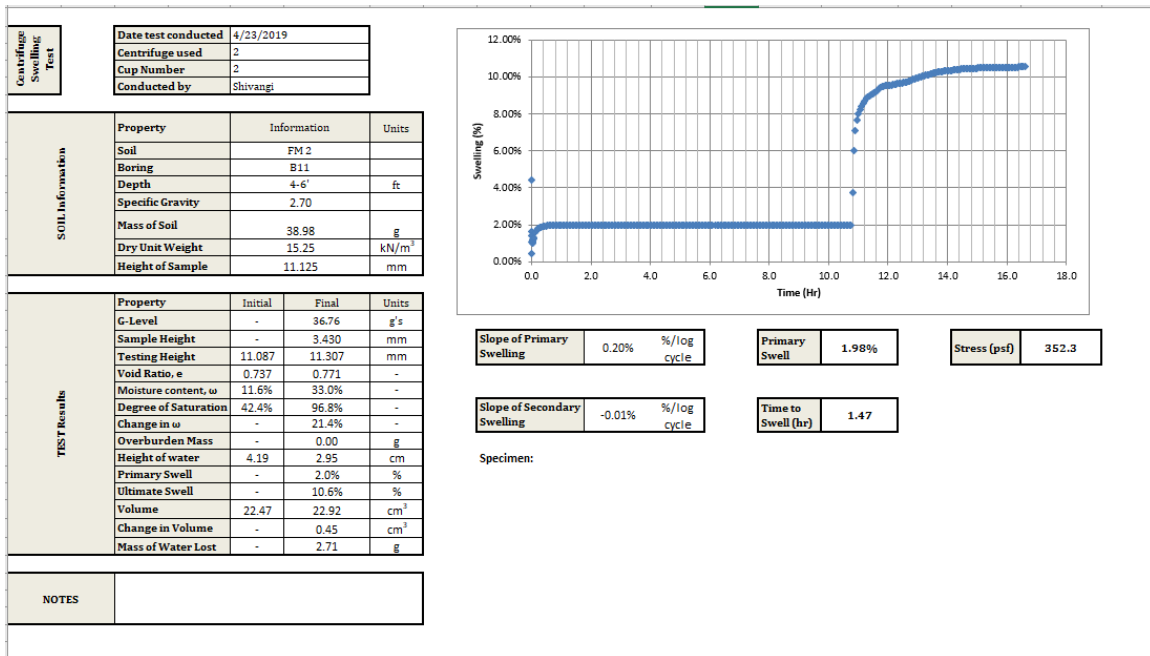 Centrifuge
Swelling
Test
Date test conducted 4/23/2019
Centrifuge used 2
Cup Number 2
Conducted by Shivangi
SOIL Information
Property Information Units
Soil FM 2
Boring B11
Depth 4-6' ft
Specific Gravity 2.70
Mass of Soil 38.98 g
Dry Unit Weight 15.25 kN/m³
Height of Sample 11.125 mm
TEST Results
Property Initial Final Units
G-Level - 36.76 g's
Sample Height - 3.430 mm
Testing Height 11.087 11.307 mm
Void Ratio, e 0.737 0.771 -
Moisture content, ω 11.6% 33.0% -
Degree of Saturation 42.4% 96.8% -
Change in ω - 21.4% -
Overburden Mass - 0.00 g
Height of water 4.19 2.95 cm
Primary Swell - 2.0% %
Ultimate Swell - 10.6% %
Volume 22.47 22.92 cm³
Change in Volume - 0.45 cm³
Mass of Water Lost - 2.71 g
NOTES
12.00%
10.00%
8.00%
6.00%
4.00%
2.00%
0.00%
Swelling (%)
0.0 2.0 4.0 6.0 8.0 10.0 12.0 14.0 16.0 18.0
Time (Hr)
Slope of Primary
Swelling
0.20%
%/log
cycle
Primary
Swell
1.98%
Stress (psf)
352.3
Slope of Secondary
Swelling
-0.01%
%/log
cycle
Time to
Swell (hr)
1.47
Specimen: